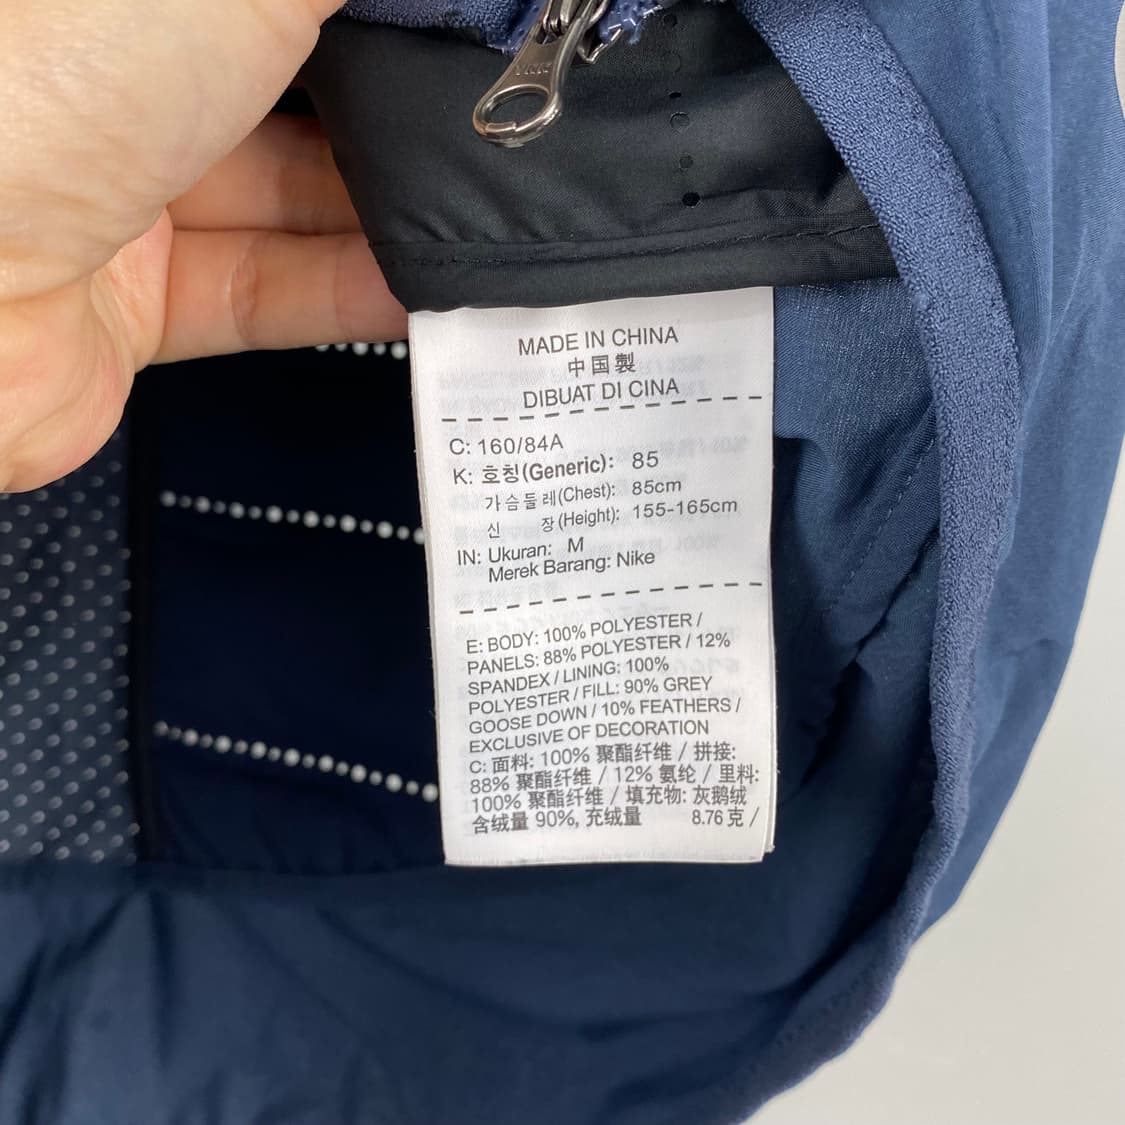 YKK
MADE IN CHINA
中国製
DIBUAT DI CINA
C: 160/84A
K: 호칭(Generic): 85
가슴둘레(Chest): 85cm
신 장(Height): 155-165cm
IN: Ukuran: M
Merek Barang: Nike
E: BODY: 100% POLYESTER /
PANELS: 88% POLYESTER / 12%
SPANDEX / LINING: 100%
POLYESTER / FILL: 90% GREY
GOOSE DOWN / 10% FEATHERS /
EXCLUSIVE OF DECORATION
C: 面料: 100% 聚酯纤维 / 拼接:
88% 聚酯纤维 / 12% 氨纶 / 里料:
100% 聚酯纤维 / 填充物: 灰鹅绒
含绒量 90%, 充绒量 8.76 克 /